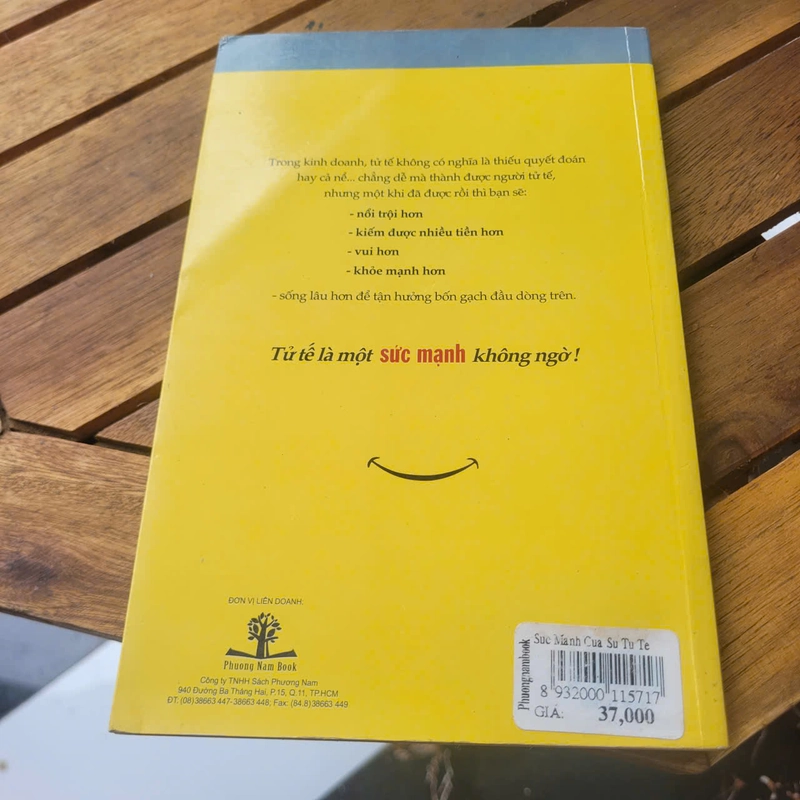 Trong kinh doanh, tử tế không có nghĩa là thiếu quyết đoán
hay cả nể... chẳng dễ mà thành được người tử tế,
nhưng một khi đã được rồi thì bạn sẽ:
- nổi trội hơn
- kiếm được nhiều tiền hơn
- vui hơn
- khỏe mạnh hơn
- sống lâu hơn để tận hưởng bốn gạch đầu dòng trên.
Tử tế là một sức mạnh không ngờ !
ĐƠN VỊ LIÊN DOANH:
Phuong Nam Book
Công ty TNHH Sách Phương Nam
940 Đường Ba Tháng Hai, P.15, Q.11, TP.HCM
ĐT: (08)38663 447-38663 448; Fax: (84.8)38663 449
Phuongnambook
Suc Manh Cua Su Tu Te
8 932000 115717
GIÁ: 37,000